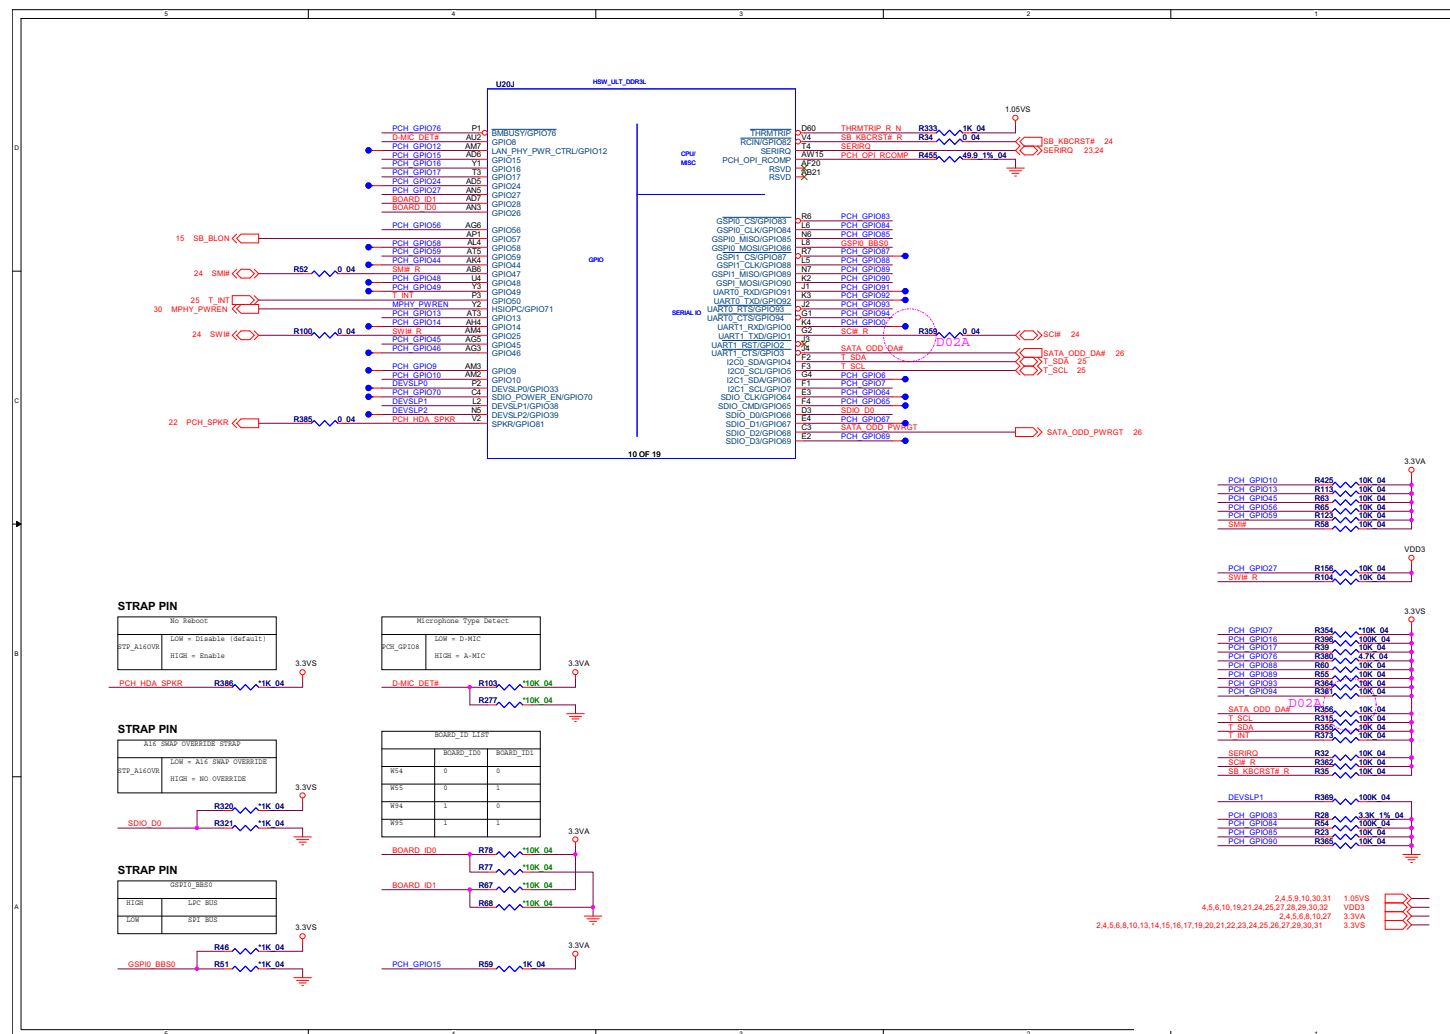 5 4 3 2 1
U20J
HSW_ULT_DDR3L
PCH_GPIO76 P1 BMBUSY/GPIO76
D-MIC_DET# AU2 GPIO8
PCH_GPIO12 AM7 LAN_PHY_PWR_CTRL/GPIO12
PCH_GPIO15 AD6 GPIO15
PCH_GPIO16 Y1 GPIO16
PCH_GPIO17 T3 GPIO17
PCH_GPIO24 AD5 GPIO24
PCH_GPIO27 AN5 GPIO27
BOARD_ID1 AD7 GPIO28
BOARD_ID0 AN3 GPIO26
PCH_GPIO56 AG6 GPIO56
15 SB_BLON AP1 GPIO57
PCH_GPIO58 AL4 GPIO58
PCH_GPIO59 AT5 GPIO59
PCH_GPIO44 AK4 GPIO44
24 SMI# R52 0_04 SMI#_R AB6 GPIO47
PCH_GPIO48 U4 GPIO48
PCH_GPIO49 Y3 GPIO49
25 T_INT T_INT P3 GPIO50
30 MPHY_PWREN MPHY_PWREN Y2 HSIOPC/GPIO71
PCH_GPIO13 AT3 GPIO13
PCH_GPIO14 AH4 GPIO14
24 SWI# R100 0_04 SWI#_R AM4 GPIO25
PCH_GPIO45 AG5 GPIO45
PCH_GPIO46 AG3 GPIO46
PCH_GPIO9 AM3 GPIO9
PCH_GPIO10 AM2 GPIO10
DEVSLP0 P2 DEVSLP0/GPIO33
PCH_GPIO70 C4 SDIO_POWER_EN/GPIO70
DEVSLP1 L2 DEVSLP1/GPIO38
DEVSLP2 N5 DEVSLP2/GPIO39
22 PCH_SPKR R385 0_04 PCH_HDA_SPKR V2 SPKR/GPIO81
CPU/
MISC
GPIO
SERIAL IO
10 OF 19
1.05VS
THRMTRIP D60 THRMTRIP_R_N R333 1K_04
RCIN/GPIO82 V4 SB_KBCRST#_R R34 0_04 SB_KBCRST# 24
SERIRQ T4 SERIRQ SERIRQ 23,24
PCH_OPI_RCOMP AW15 PCH_OPI_RCOMP R455 49.9_1%_04
RSVD AF20
RSVD AB21
GSPI0_CS/GPIO83 R6 PCH_GPIO83
GSPI0_CLK/GPIO84 L6 PCH_GPIO84
GSPI0_MISO/GPIO85 N6 PCH_GPIO85
GSPI0_MOSI/GPIO86 L8 GSPI0_BBS0
GSPI1_CS/GPIO87 R7 PCH_GPIO87
GSPI1_CLK/GPIO88 L5 PCH_GPIO88
GSPI1_MISO/GPIO89 N7 PCH_GPIO89
GSPI_MOSI/GPIO90 K2 PCH_GPIO90
UART0_RXD/GPIO91 J1 PCH_GPIO91
UART0_TXD/GPIO92 K3 PCH_GPIO92
UART0_RTS/GPIO93 J2 PCH_GPIO93
UART0_CTS/GPIO94 G1 PCH_GPIO94
UART1_RXD/GPIO0 K4 PCH_GPIO0
UART1_TXD/GPIO1 G2 SCI#_R R359 0_04 SCI# 24
D02A
UART1_RST/GPIO2 J3
UART1_CTS/GPIO3 J4 SATA_ODD_DA# SATA_ODD_DA# 26
I2C0_SDA/GPIO4 F2 T_SDA T_SDA 25
I2C0_SCL/GPIO5 F3 T_SCL T_SCL 25
I2C1_SDA/GPIO6 G4 PCH_GPIO6
I2C1_SCL/GPIO7 F1 PCH_GPIO7
SDIO_CLK/GPIO64 E3 PCH_GPIO64
SDIO_CMD/GPIO65 F4 PCH_GPIO65
SDIO_D0/GPIO66 D3 SDIO_D0
SDIO_D1/GPIO67 E4 PCH_GPIO67
SDIO_D2/GPIO68 C3 SATA_ODD_PWRGT SATA_ODD_PWRGT 26
SDIO_D3/GPIO69 E2 PCH_GPIO69
3.3VA
PCH_GPIO10 R425 10K_04
PCH_GPIO13 R113 10K_04
PCH_GPIO45 R63 10K_04
PCH_GPIO56 R65 10K_04
PCH_GPIO59 R123 10K_04
SMI# R58 10K_04
VDD3
PCH_GPIO27 R156 10K_04
SWI#_R R104 10K_04
3.3VS
PCH_GPIO7 R354 *10K_04
PCH_GPIO16 R396 100K_04
PCH_GPIO17 R39 10K_04
PCH_GPIO76 R380 4.7K_04
PCH_GPIO88 R60 10K_04
PCH_GPIO89 R55 10K_04
PCH_GPIO93 R364 10K_04
PCH_GPIO94 R361 10K_04
D02A
SATA_ODD_DA# R356 10K_04
T_SCL R315 10K_04
T_SDA R355 10K_04
T_INT R373 10K_04
SERIRQ R32 10K_04
SCI#_R R362 10K_04
SB_KBCRST#_R R35 10K_04
DEVSLP1 R369 100K_04
PCH_GPIO83 R28 3.3K_1%_04
PCH_GPIO84 R54 100K_04
PCH_GPIO85 R23 10K_04
PCH_GPIO90 R365 10K_04
STRAP PIN
No Reboot
STP_A16OVR
LOW = Disable (default)
HIGH = Enable
3.3VS
PCH_HDA_SPKR R386 *1K_04
STRAP PIN
A16 SWAP OVERRIDE STRAP
STP_A16OVR
LOW = A16 SWAP OVERRIDE
HIGH = NO OVERRIDE
3.3VS
R320 *1K_04
SDIO_D0 R321 *1K_04
STRAP PIN
GSPI0_BBS0
HIGH LPC BUS
LOW SPI BUS
3.3VS
R46 *1K_04
GSPI0_BBS0 R51 *1K_04
Microphone Type Detect
PCH_GPIO8
LOW = D-MIC
HIGH = A-MIC
3.3VA
D-MIC_DET# R103 *10K_04
R277 *10K_04
BOARD_ID LIST
BOARD_ID0 BOARD_ID1
W54 0 0
W55 0 1
W94 1 0
W95 1 1
3.3VA
BOARD_ID0 R78 *10K_04
R77 *10K_04
BOARD_ID1 R67 *10K_04
R68 *10K_04
3.3VA
PCH_GPIO15 R59 1K_04
2,4,5,9,10,30,31 1.05VS
4,5,6,10,19,21,24,25,27,28,29,30,32 VDD3
2,4,5,6,8,10,27 3.3VA
2,4,5,6,8,10,13,14,15,16,17,19,20,21,22,23,24,25,26,27,29,30,31 3.3VS
D
C
B
A
5 4 3 2 1